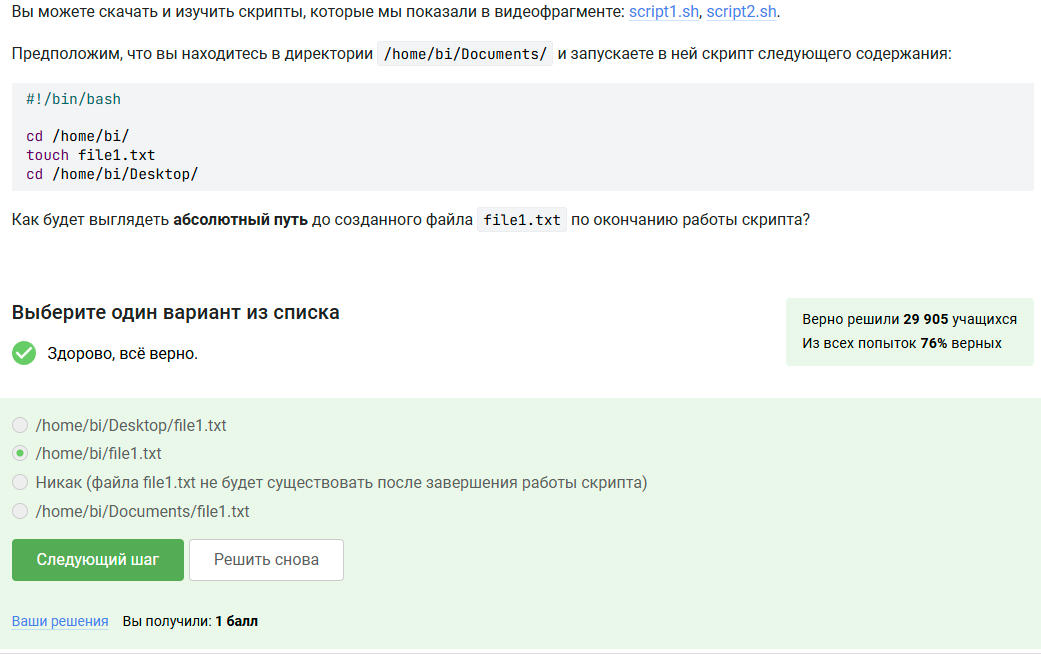 Вы можете скачать и изучить скрипты, которые мы показали в видеофрагменте: script1.sh, script2.sh.
Предположим, что вы находитесь в директории /home/bi/Documents/ и запускаете в ней скрипт следующего содержания:
#!/bin/bash
cd /home/bi/
touch file1.txt
cd /home/bi/Desktop/
Как будет выглядеть абсолютный путь до созданного файла file1.txt по окончанию работы скрипта?
Выберите один вариант из списка
Здорово, всё верно.
Верно решили 29 905 учащихся
Из всех попыток 76% верных
/home/bi/Desktop/file1.txt
/home/bi/file1.txt
Никак (файла file1.txt не будет существовать после завершения работы скрипта)
/home/bi/Documents/file1.txt
Следующий шаг
Решить снова
Ваши решения Вы получили: 1 балл